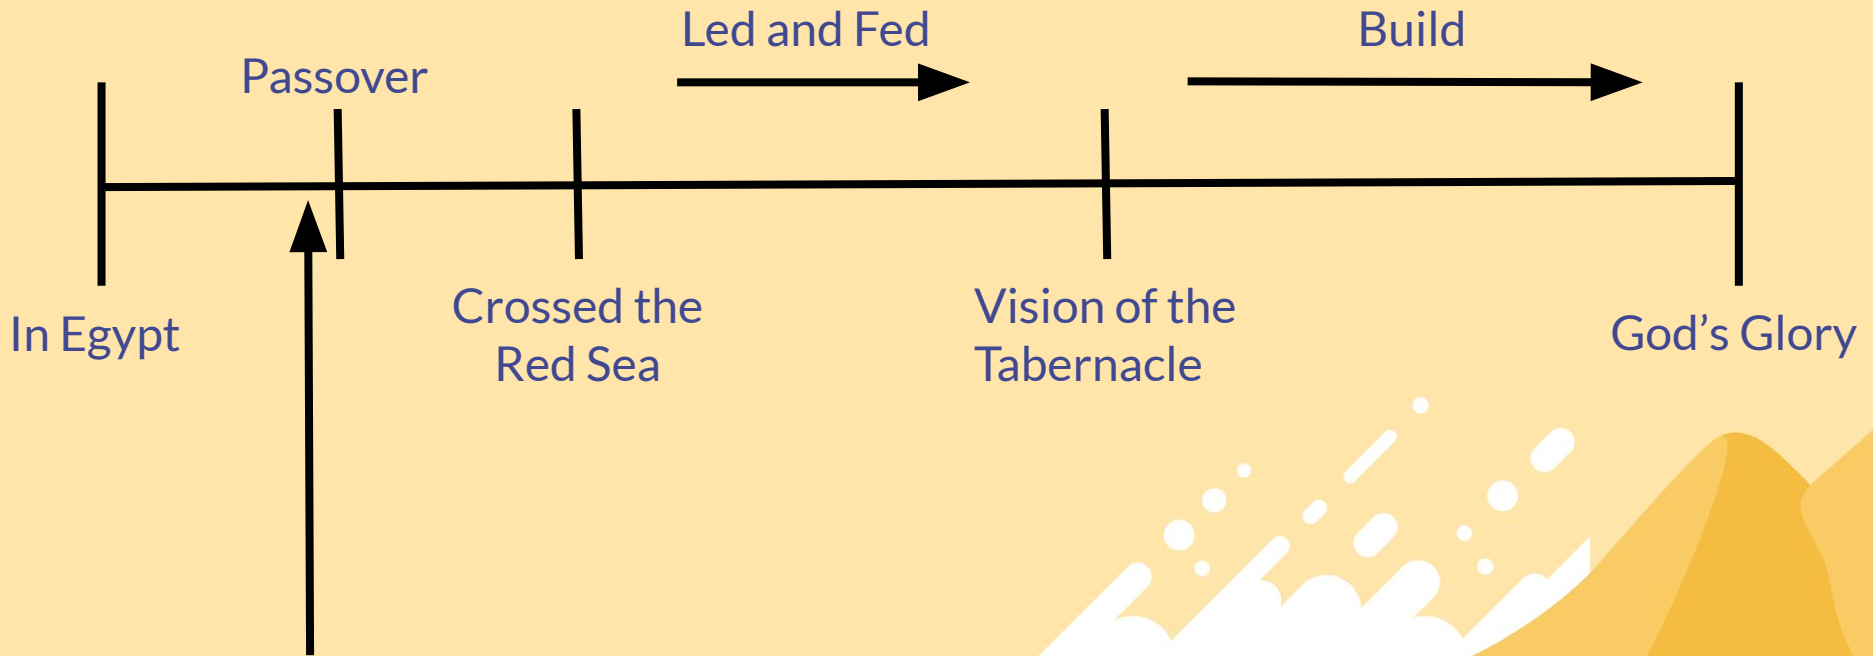 Led and Fed
Build
Passover
In Egypt
Crossed the
Red Sea
Vision of the
Tabernacle
God’s Glory